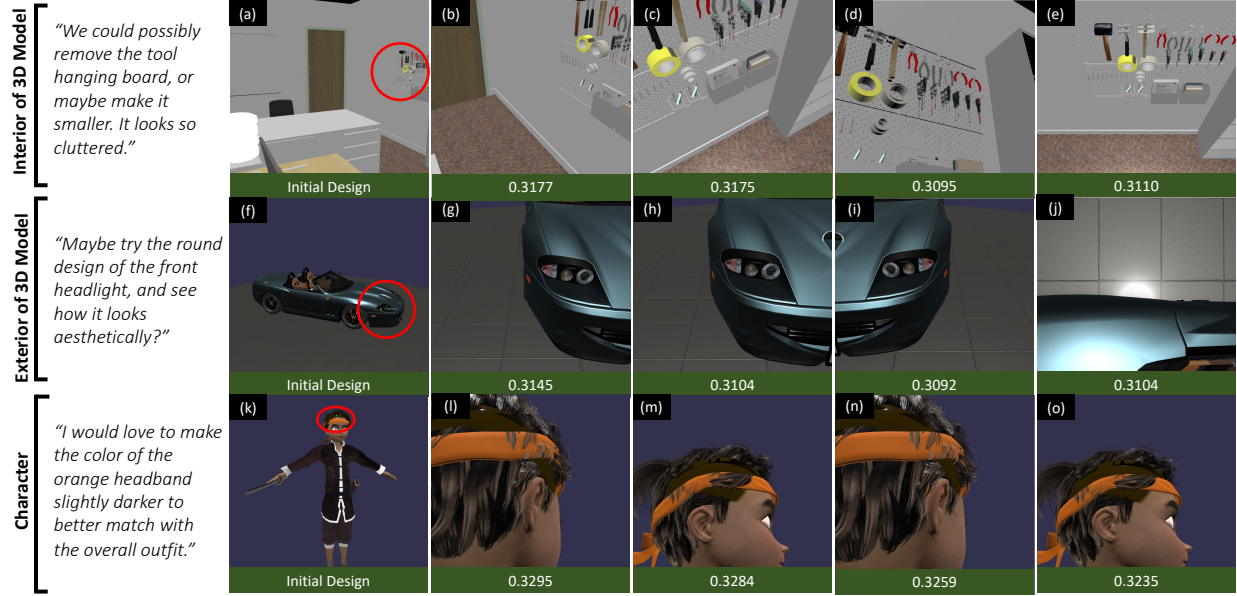 Interior of 3D Model
“We could possibly
remove the tool
hanging board, or
maybe make it
smaller. It looks so
cluttered.”
(a)
(b)
(c)
(d)
(e)
Initial Design
0.3177
0.3175
0.3095
0.3110
Exterior of 3D Model
“Maybe try the round
design of the front
headlight, and see
how it looks
aesthetically?”
(f)
(g)
(h)
(i)
(j)
Initial Design
0.3145
0.3104
0.3092
0.3104
Character
“I would love to make
the color of the
orange headband
slightly darker to
better match with
the overall outfit.”
(k)
(l)
(m)
(n)
(o)
Initial Design
0.3295
0.3284
0.3259
0.3235